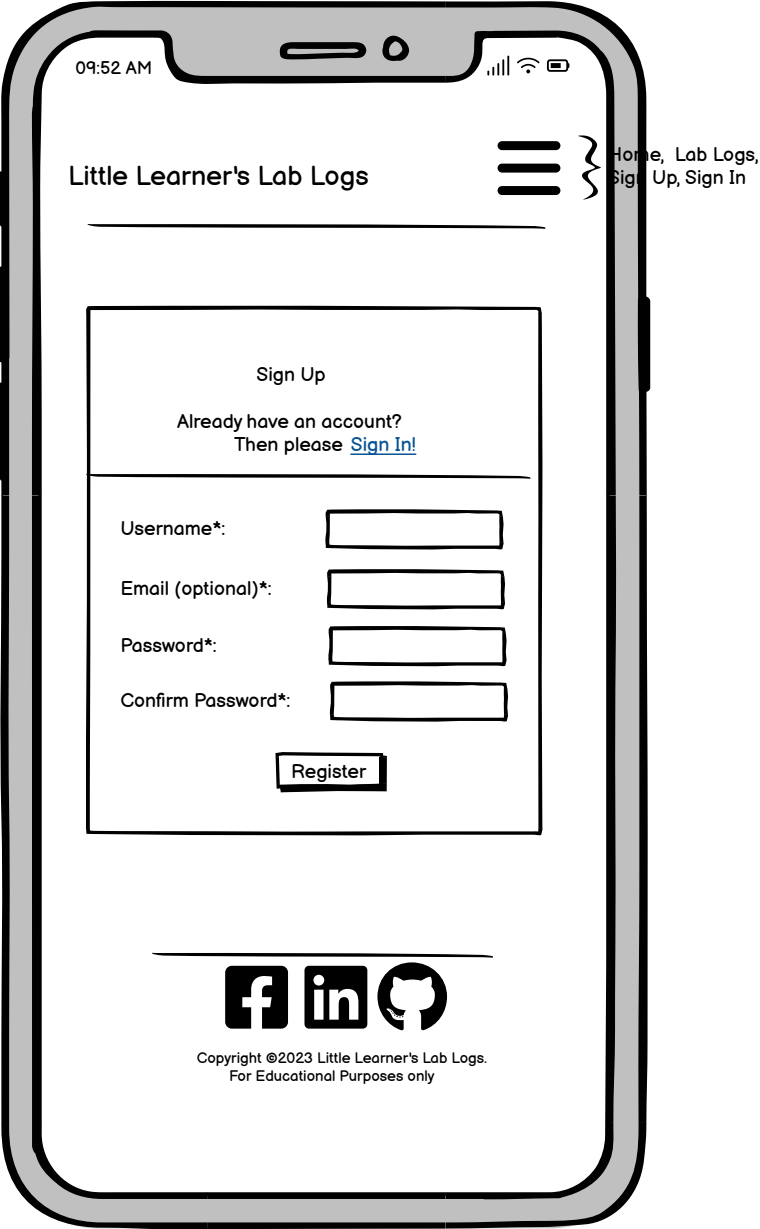 09:52 AM
Home, Lab Logs,
Sign Up, Sign In
Little Learner's Lab Logs
Sign Up
Already have an account?
Then please Sign In!
Username*:
Email (optional)*:
Password*:
Confirm Password*:
Register
in
Copyright ©2023 Little Learner's Lab Logs.
For Educational Purposes only